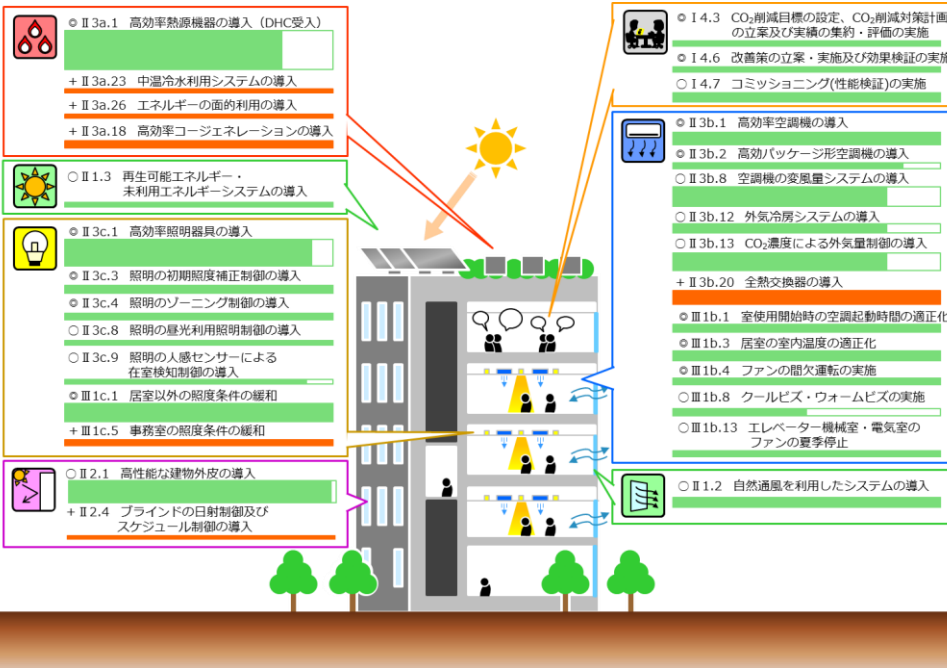 ◎Ⅱ3a.1 高効率熱源機器の導入（DHC受入）
+Ⅱ3a.23 中温冷水利用システムの導入
+Ⅱ3a.26 エネルギーの面的利用の導入
+Ⅱ3a.18 高効率コージェネレーションの導入
○Ⅱ1.3 再生可能エネルギー・
未利用エネルギーシステムの導入
◎Ⅱ3c.1 高効率照明器具の導入
◎Ⅱ3c.3 照明の初期照度補正制御の導入
◎Ⅱ3c.4 照明のゾーニング制御の導入
○Ⅱ3c.8 照明の昼光利用照明制御の導入
○Ⅱ3c.9 照明の人感センサーによる
在室検知制御の導入
◎Ⅲ1c.1 居室以外の照度条件の緩和
+Ⅲ1c.5 事務室の照度条件の緩和
○Ⅱ2.1 高性能な建物外皮の導入
+Ⅱ2.4 ブラインドの日射制御及び
スケジュール制御の導入
◎Ⅰ4.3 CO₂削減目標の設定、CO₂削減対策計画
の立案及び実績の集約・評価の実施
◎Ⅰ4.6 改善策の立案・実施及び効果検証の実施
○Ⅰ4.7 コミッショニング(性能検証)の実施
◎Ⅱ3b.1 高効率空調機の導入
◎Ⅱ3b.2 高効パッケージ形空調機の導入
○Ⅱ3b.8 空調機の変風量システムの導入
○Ⅱ3b.12 外気冷房システムの導入
○Ⅱ3b.13 CO₂濃度による外気量制御の導入
+Ⅱ3b.20 全熱交換器の導入
◎Ⅲ1b.1 室使用開始時の空調起動時間の適正化
◎Ⅲ1b.3 居室の室内温度の適正化
◎Ⅲ1b.4 ファンの間欠運転の実施
○Ⅲ1b.8 クールビズ・ウォームビズの実施
○Ⅲ1b.13 エレベーター機械室・電気室の
ファンの夏季停止
○Ⅱ1.2 自然通風を利用したシステムの導入